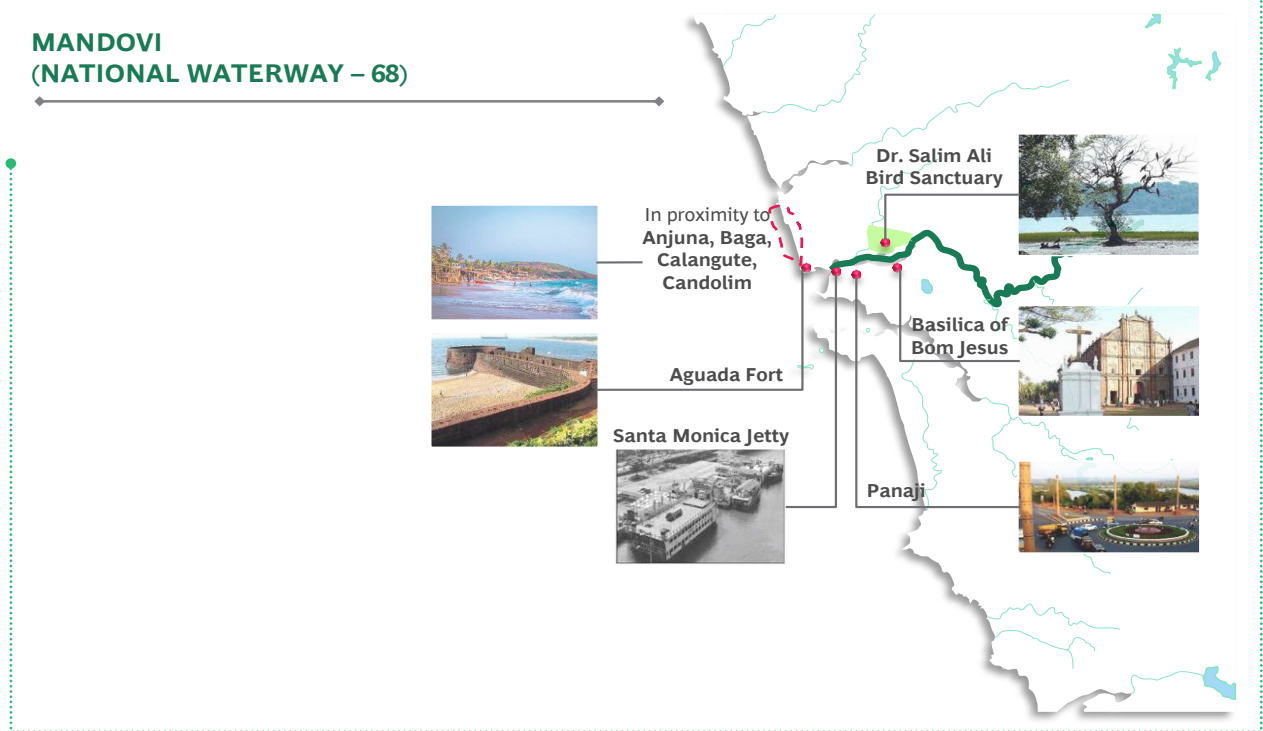 MANDOVI
(NATIONAL WATERWAY – 68)
Dr. Salim Ali
Bird Sanctuary
In proximity to
Anjuna, Baga,
Calangute,
Candolim
Basilica of
Bom Jesus
Aguada Fort
Santa Monica Jetty
Panaji